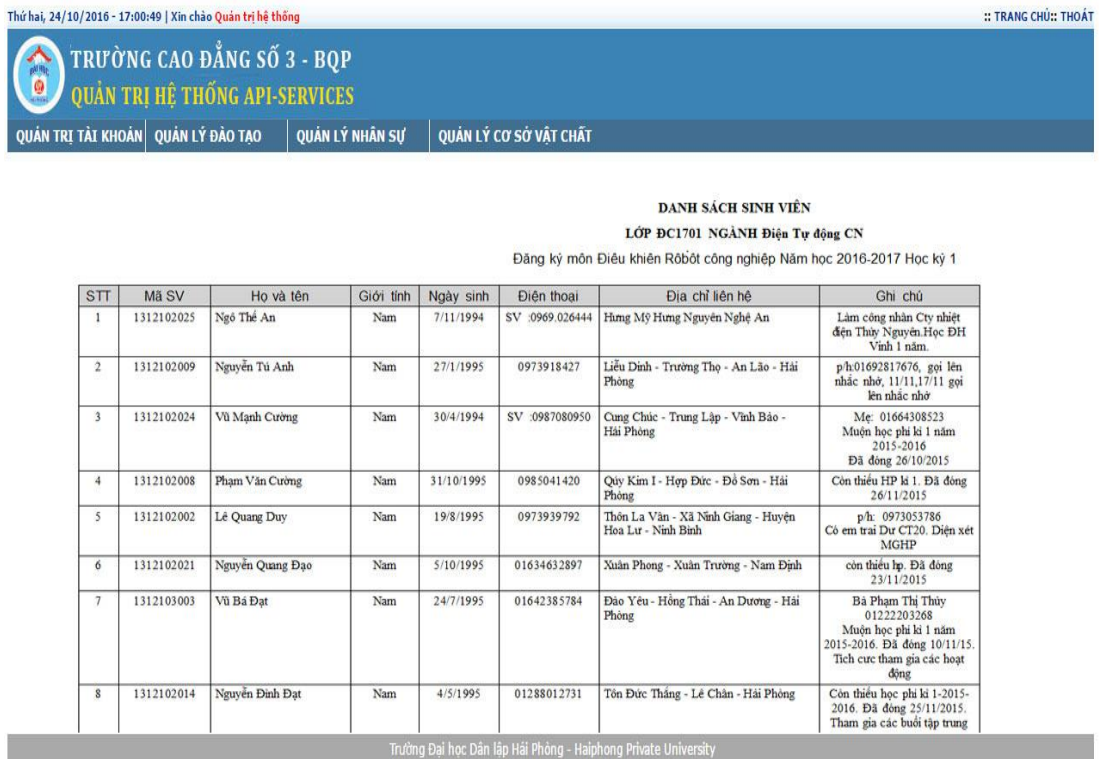 Thứ hai, 24/10/2016 - 17:00:49 | Xin chào Quản trị hệ thống
:: TRANG CHỦ:: THOÁT
TRƯỜNG CAO ĐẲNG SỐ 3 - BQP
QUẢN TRỊ HỆ THỐNG API-SERVICES
QUẢN TRỊ TÀI KHOẢN QUẢN LÝ ĐÀO TẠO QUẢN LÝ NHÂN SỰ QUẢN LÝ CƠ SỞ VẬT CHẤT
DANH SÁCH SINH VIÊN
LỚP ĐC1701 NGÀNH Điện Tự động CN
Đăng ký môn Điều khiên Rôbốt công nghiệp Năm học 2016-2017 Học kỳ 1
STT Mã SV Họ và tên Giới tính Ngày sinh Điện thoại Địa chỉ liên hệ Ghi chú
1 1312102025 Ngô Thế An Nam 7/11/1994 SV :0969.026444 Hưng Mỹ Hưng Nguyên Nghệ An Làm công nhân Cty nhiệt
điện Thủy Nguyên.Học ĐH
Vinh 1 năm.
2 1312102009 Nguyễn Tú Anh Nam 27/1/1995 0973918427 Liễu Dinh - Trường Thọ - An Lão - Hải p/h:01692817676, gọi lên
Phòng nhắc nhở, 11/11,17/11 gọi
lên nhắc nhở
3 1312102024 Vũ Mạnh Cường Nam 30/4/1994 SV :0987080950 Cung Chúc - Trung Lập - Vĩnh Bảo - Mẹ: 01664308523
Hải Phòng Muộn học phí kì 1 năm
2015-2016
Đã đóng 26/10/2015
4 1312102008 Phạm Văn Cường Nam 31/10/1995 0985041420 Qúy Kim I - Hợp Đức - Đồ Sơn - Hải Còn thiếu HP kì 1. Đã đóng
Phòng 26/11/2015
5 1312102002 Lê Quang Duy Nam 19/8/1995 0973939792 Thôn La Vân - Xã Ninh Giang - Huyện p/h: 0973053786
Hoa Lư - Ninh Bình Có em trai Dư CT20. Diện xét
MGHP
6 1312102021 Nguyễn Quang Đạo Nam 5/10/1995 01634632897 Xuân Phong - Xuân Trường - Nam Định còn thiếu hp. Đã đóng
23/11/2015
7 1312103003 Vũ Bá Đạt Nam 24/7/1995 01642385784 Đào Yêu - Hồng Thái - An Dương - Hải Bà Phạm Thị Thúy
Phòng 01222203268
Muộn học phí kì 1 năm
2015-2016. Đã đóng 10/11/15.
Tích cưc tham gia các hoạt
động
8 1312102014 Nguyễn Đình Đạt Nam 4/5/1995 01288012731 Tôn Đức Thắng - Lê Chân - Hải Phòng Còn thiếu học phí kì 1-2015-
2016. Đã đóng 25/11/2015.
Tham gia các buổi tập trung
Trường Đại học Dân lập Hải Phòng - Haiphong Private University